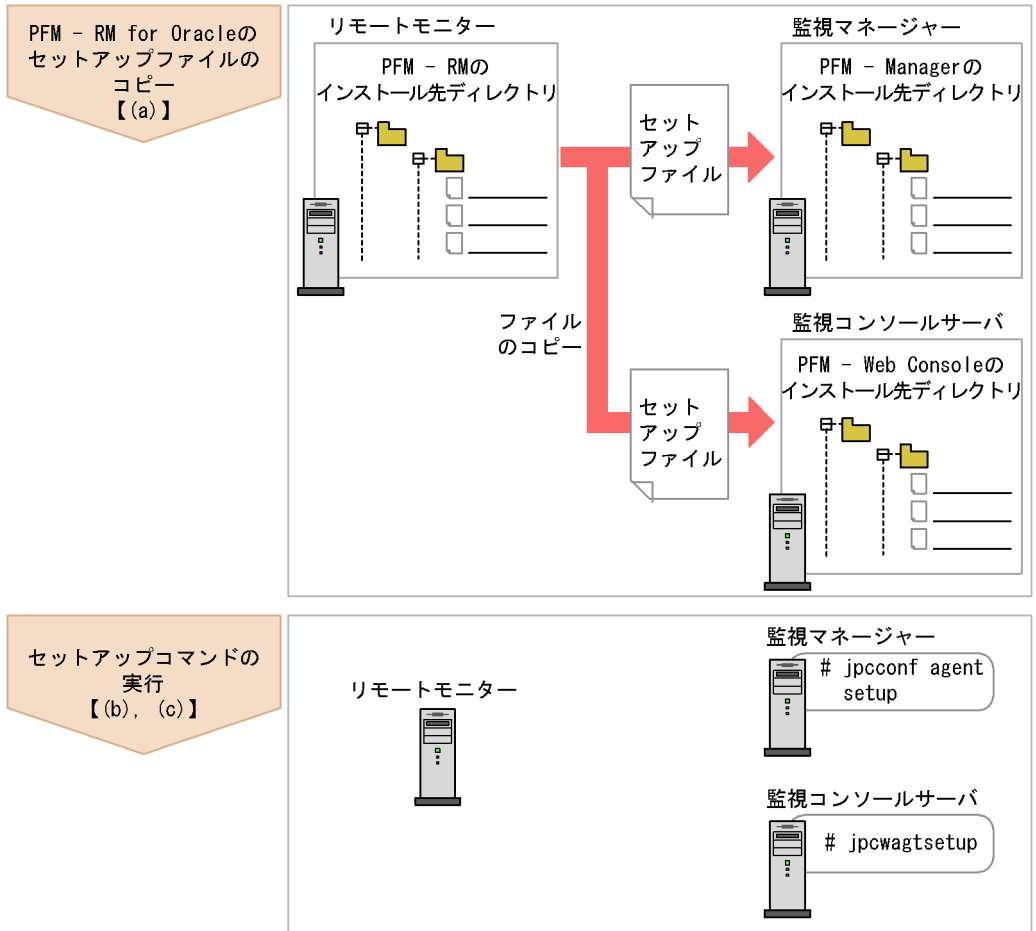 PFM - RM for Oracleの
セットアップファイルの
コピー
【(a)】
リモートモニター
PFM - RMの
インストール先ディレクトリ
セット
アップ
ファイル
監視マネージャー
PFM - Managerの
インストール先ディレクトリ
ファイル
のコピー
セット
アップ
ファイル
監視コンソールサーバ
PFM - Web Consoleの
インストール先ディレクトリ
セットアップコマンドの
実行
【(b), (c)】
リモートモニター
監視マネージャー
# jpcconf agent
setup
監視コンソールサーバ
# jpcwagtsetup